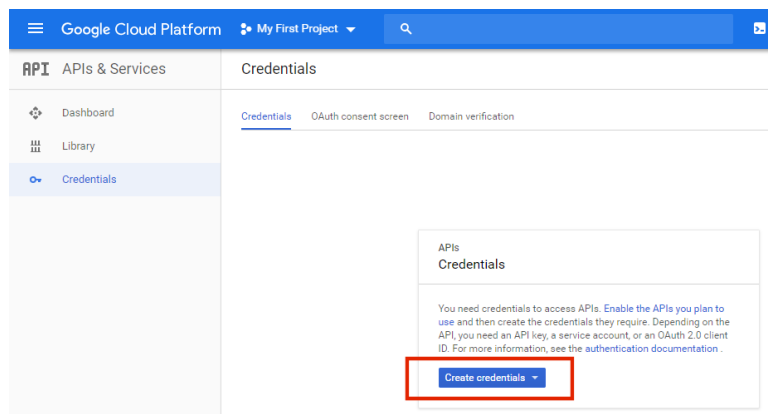 Google Cloud Platform My First Project
API APIs & Services Credentials
Dashboard
Credentials OAuth consent screen Domain verification
Library
Credentials
APIs
Credentials
You need credentials to access APIs. Enable the APIs you plan to
use and then create the credentials they require. Depending on the
API, you need an API key, a service account, or an OAuth 2.0 client
ID. For more information, see the authentication documentation .
Create credentials